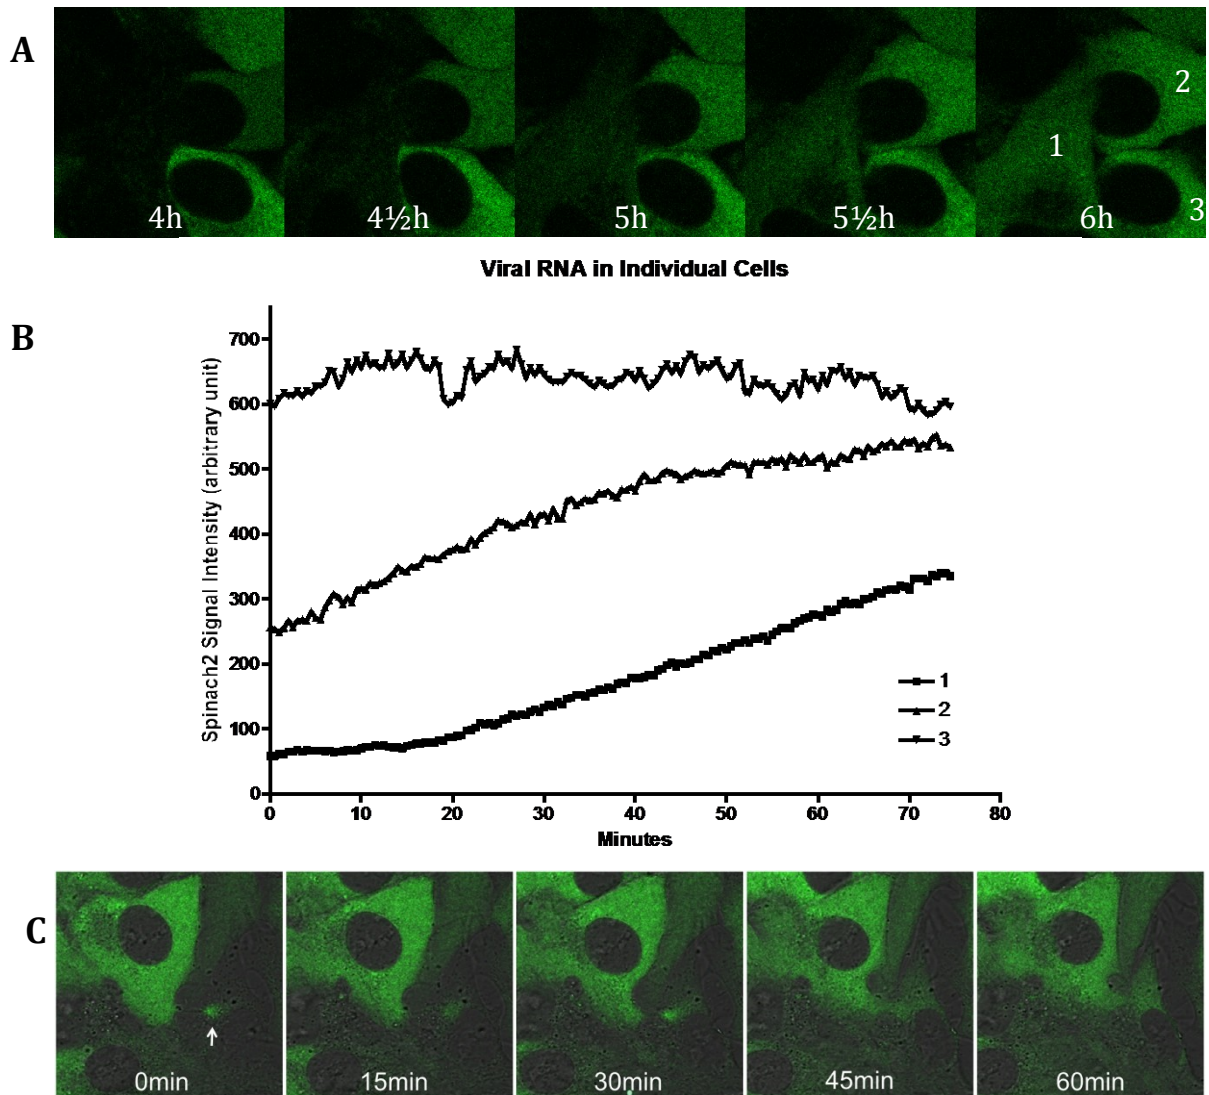 A
4h
4½h
5h
5½h
6h
1
2
3
Viral RNA in Individual Cells
B
Spinach2 Signal Intensity (arbitrary unit)
700
600
500
400
300
200
100
0
0 10 20 30 40 50 60 70 80
Minutes
1
2
3
C
0min
15min
30min
45min
60min